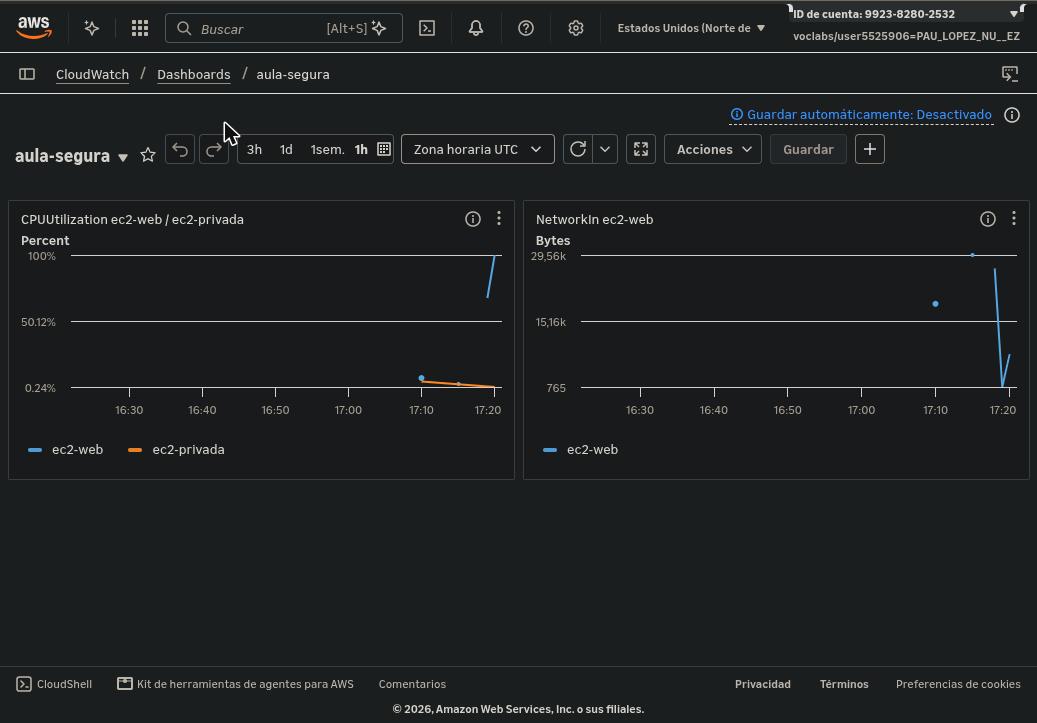 aws
Buscar [Alt+S]
Estados Unidos (Norte de
ID de cuenta: 9923-8280-2532
voclabs/user5525906=PAU_LOPEZ_NU__EZ
CloudWatch / Dashboards / aula-segura
Guardar automáticamente: Desactivado
aula-segura
3h 1d 1sem. 1h
Zona horaria UTC
Acciones
Guardar
CPUUtilization ec2-web / ec2-privada
Percent
100%
50.12%
0.24%
16:30 16:40 16:50 17:00 17:10 17:20
ec2-web ec2-privada
NetworkIn ec2-web
Bytes
29,56k
15,16k
765
16:30 16:40 16:50 17:00 17:10 17:20
ec2-web
CloudShell Kit de herramientas de agentes para AWS Comentarios Privacidad Términos Preferencias de cookies
© 2026, Amazon Web Services, Inc. o sus filiales.